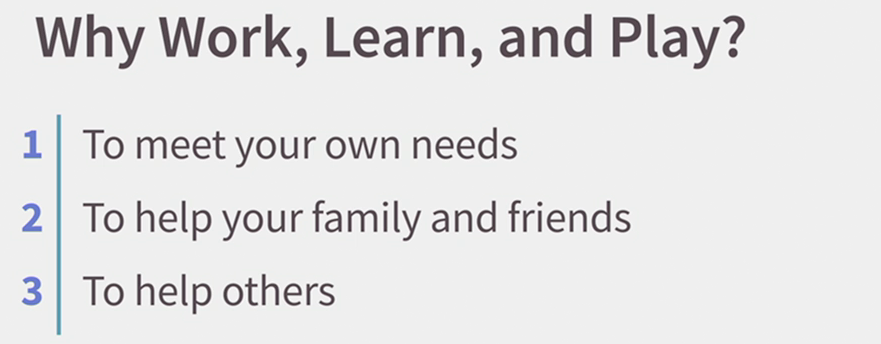 Why Work, Learn, and Play?
1 To meet your own needs
2 To help your family and friends
3 To help others